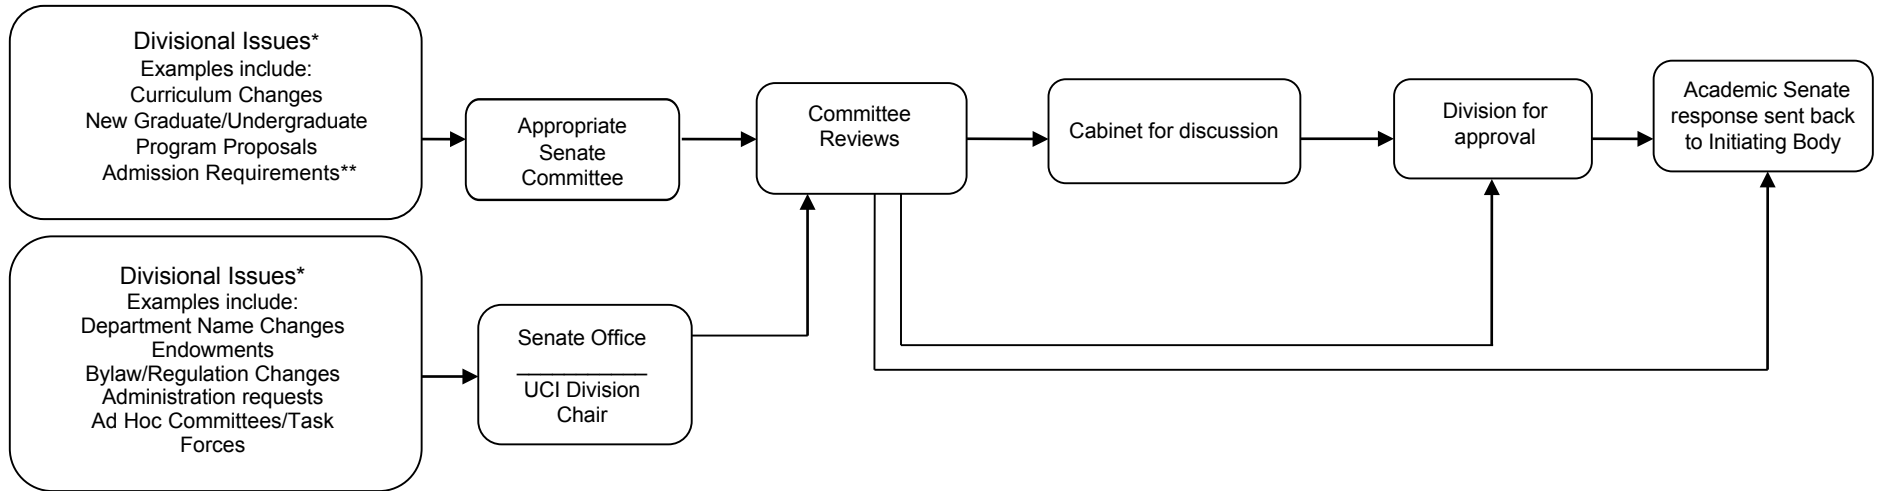 Divisional Issues*
Examples include:
Curriculum Changes
New Graduate/Undergraduate
Program Proposals
Admission Requirements**
Appropriate
Senate
Committee
Committee
Reviews
Cabinet for discussion
Division for
approval
Academic Senate
response sent back
to Initiating Body
Divisional Issues*
Examples include:
Department Name Changes
Endowments
Bylaw/Regulation Changes
Administration requests
Ad Hoc Committees/Task
Forces
Senate Office
____________
UCI Division
Chair